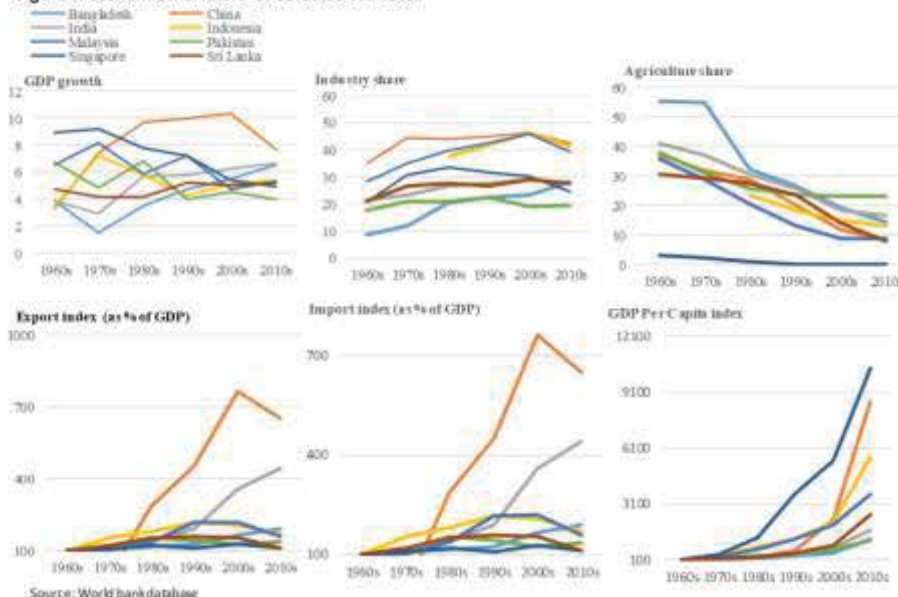 Bangladesh China
India Indonesia
Malaysia Pakistan
Singapore Sri Lanka
GDP growth
12
10
8
6
4
2
0
1960s 1970s 1980s 1990s 2000s 2010s
Industry share
60
50
40
30
20
10
0
1960s 1970s 1980s 1990s 2000s 2010s
Agriculture share
60
50
40
30
20
10
0
1960s 1970s 1980s 1990s 2000s 2010s
Export index (as % of GDP)
1000
700
400
100
1960s 1970s 1980s 1990s 2000s 2010s
Import index (as % of GDP)
700
400
100
1960s 1970s 1980s 1990s 2000s 2010s
GDP Per Capita index
12100
9100
6100
3100
100
1960s 1970s 1980s 1990s 2000s 2010s
Source: World bank database